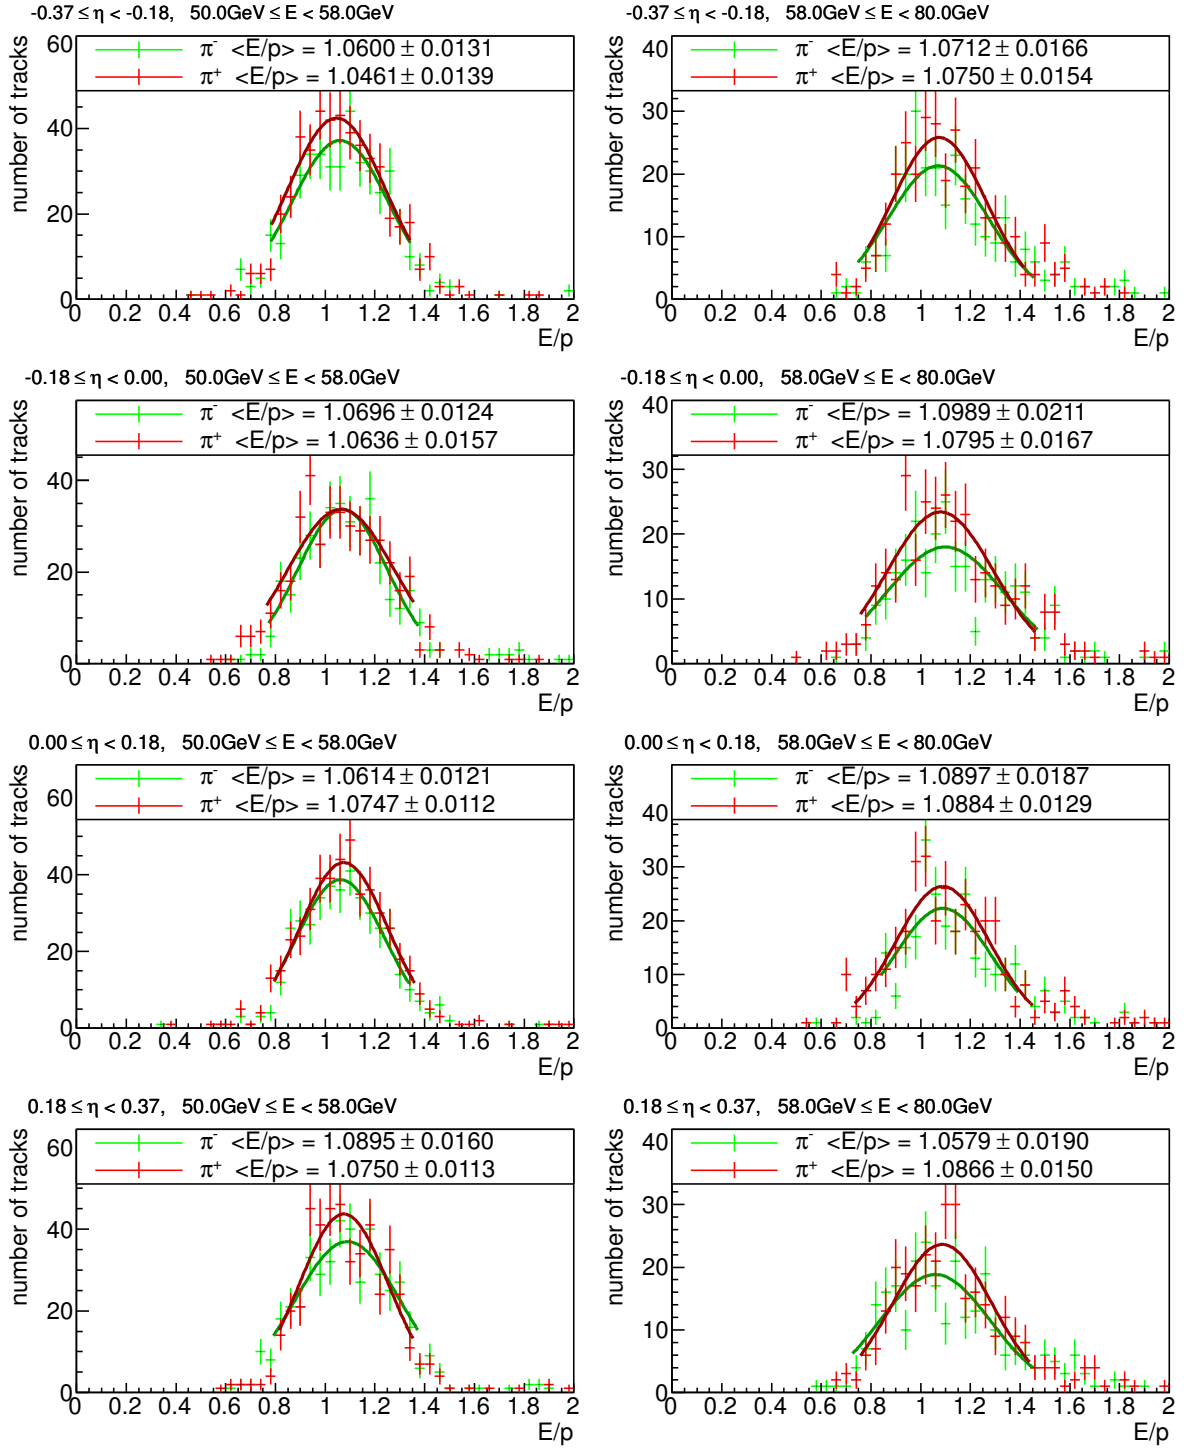 -0.37 ≤ η < -0.18, 50.0GeV ≤ E < 58.0GeV
number of tracks
π⁻ <E/p> = 1.0600 ± 0.0131
π⁺ <E/p> = 1.0461 ± 0.0139
60
40
20
0
0 0.2 0.4 0.6 0.8 1 1.2 1.4 1.6 1.8 2
E/p
-0.37 ≤ η < -0.18, 58.0GeV ≤ E < 80.0GeV
number of tracks
π⁻ <E/p> = 1.0712 ± 0.0166
π⁺ <E/p> = 1.0750 ± 0.0154
40
30
20
10
0
0 0.2 0.4 0.6 0.8 1 1.2 1.4 1.6 1.8 2
E/p
-0.18 ≤ η < 0.00, 50.0GeV ≤ E < 58.0GeV
number of tracks
π⁻ <E/p> = 1.0696 ± 0.0124
π⁺ <E/p> = 1.0636 ± 0.0157
40
20
0
0 0.2 0.4 0.6 0.8 1 1.2 1.4 1.6 1.8 2
E/p
-0.18 ≤ η < 0.00, 58.0GeV ≤ E < 80.0GeV
number of tracks
π⁻ <E/p> = 1.0989 ± 0.0211
π⁺ <E/p> = 1.0795 ± 0.0167
40
30
20
10
0
0 0.2 0.4 0.6 0.8 1 1.2 1.4 1.6 1.8 2
E/p
0.00 ≤ η < 0.18, 50.0GeV ≤ E < 58.0GeV
number of tracks
π⁻ <E/p> = 1.0614 ± 0.0121
π⁺ <E/p> = 1.0747 ± 0.0112
60
40
20
0
0 0.2 0.4 0.6 0.8 1 1.2 1.4 1.6 1.8 2
E/p
0.00 ≤ η < 0.18, 58.0GeV ≤ E < 80.0GeV
number of tracks
π⁻ <E/p> = 1.0897 ± 0.0187
π⁺ <E/p> = 1.0884 ± 0.0129
40
30
20
10
0
0 0.2 0.4 0.6 0.8 1 1.2 1.4 1.6 1.8 2
E/p
0.18 ≤ η < 0.37, 50.0GeV ≤ E < 58.0GeV
number of tracks
π⁻ <E/p> = 1.0895 ± 0.0160
π⁺ <E/p> = 1.0750 ± 0.0113
60
40
20
0
0 0.2 0.4 0.6 0.8 1 1.2 1.4 1.6 1.8 2
E/p
0.18 ≤ η < 0.37, 58.0GeV ≤ E < 80.0GeV
number of tracks
π⁻ <E/p> = 1.0579 ± 0.0190
π⁺ <E/p> = 1.0866 ± 0.0150
40
30
20
10
0
0 0.2 0.4 0.6 0.8 1 1.2 1.4 1.6 1.8 2
E/p